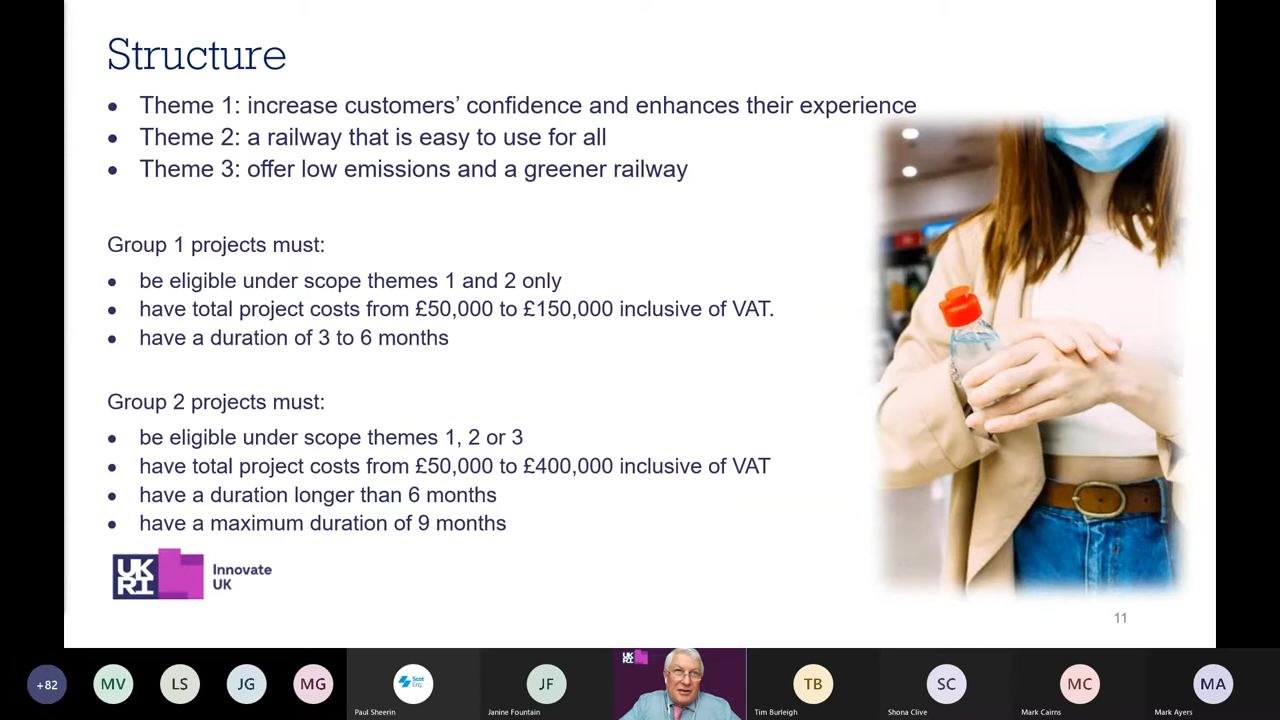 Structure
Theme 1: increase customers’ confidence and enhances their experience
Theme 2: a railway that is easy to use for all
Theme 3: offer low emissions and a greener railway
Group 1 projects must:
be eligible under scope themes 1 and 2 only
have total project costs from £50,000 to £150,000 inclusive of VAT.
have a duration of 3 to 6 months
Group 2 projects must:
be eligible under scope themes 1, 2 or 3
have total project costs from £50,000 to £400,000 inclusive of VAT
have a duration longer than 6 months
have a maximum duration of 9 months
UK
RI
Innovate
UK
11
+82
MV
LS
JG
MG
Scot
Eng
Paul Sheerin
JF
Janine Fountain
UK
RI
TB
Tim Burleigh
SC
Shona Clive
MC
Mark Cairns
MA
Mark Ayers